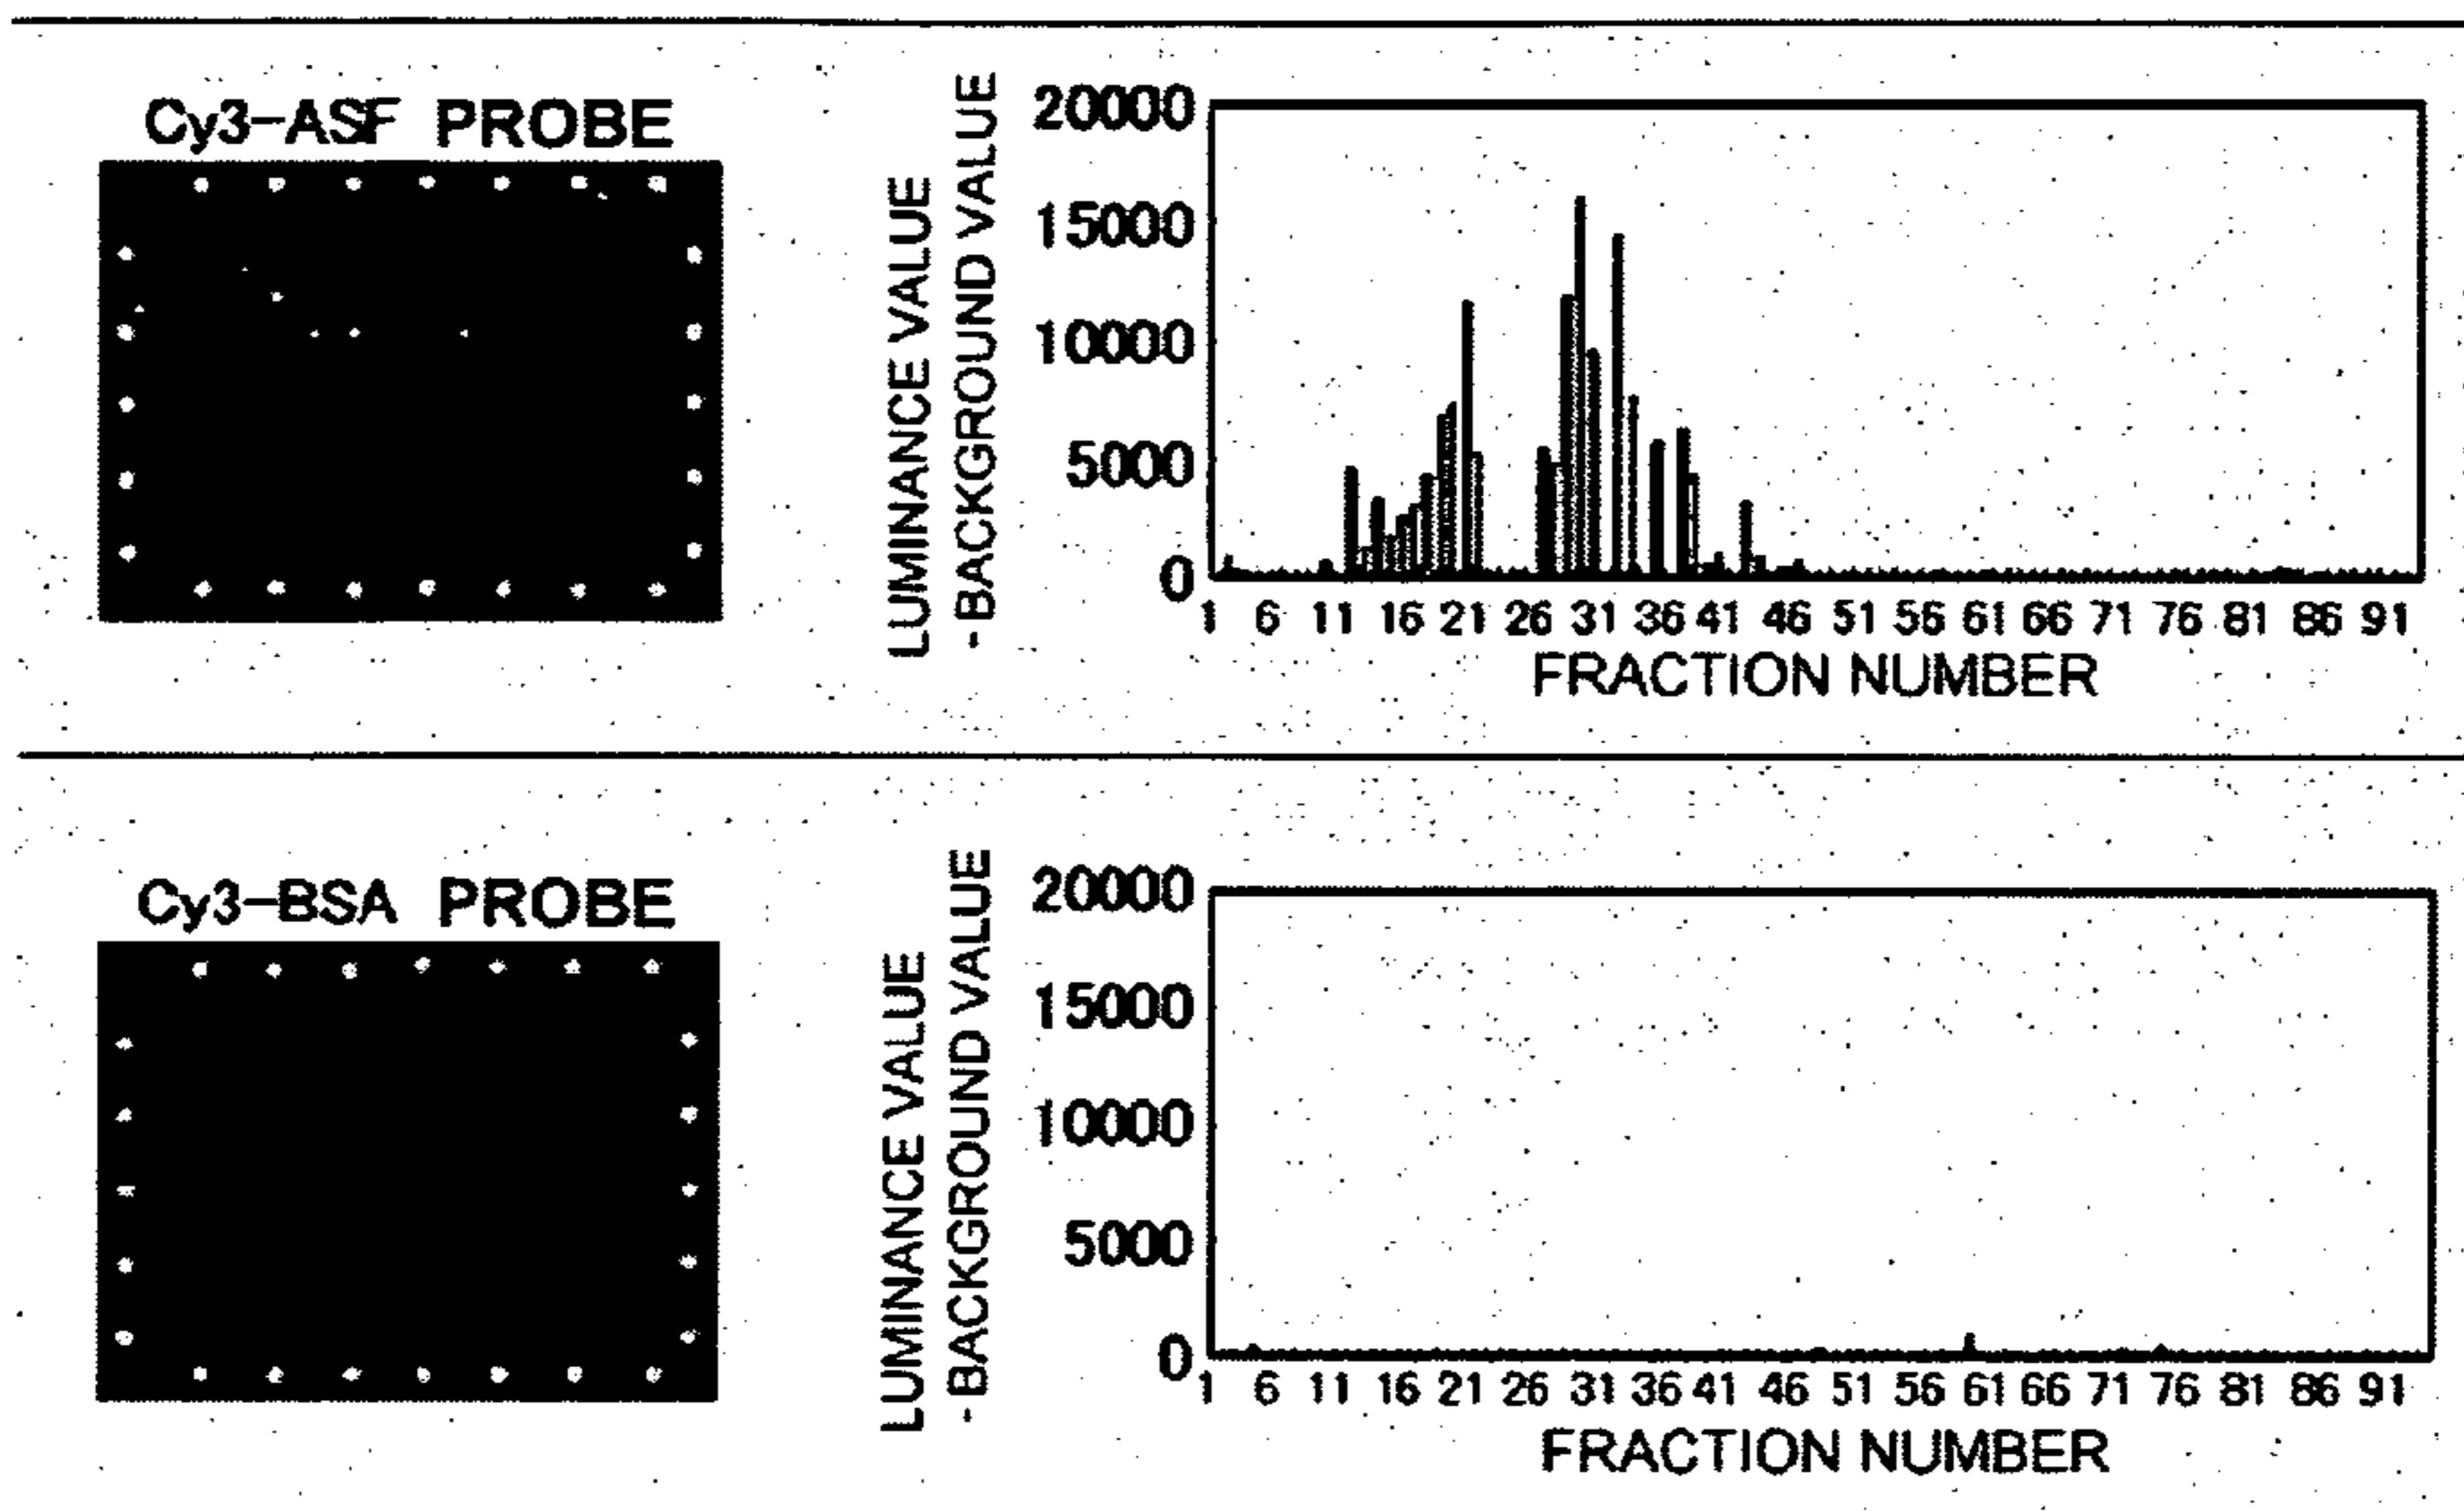 Cy3-ASF PROBE
LUMINANCE VALUE
-BACKGROUND VALUE
20000
15000
10000
5000
0
1 6 11 16 21 26 31 36 41 46 51 56 61 66 71 76 81 86 91
FRACTION NUMBER
Cy3-BSA PROBE
LUMINANCE VALUE
-BACKGROUND VALUE
20000
15000
10000
5000
0
1 6 11 16 21 26 31 36 41 46 51 56 61 66 71 76 81 86 91
FRACTION NUMBER